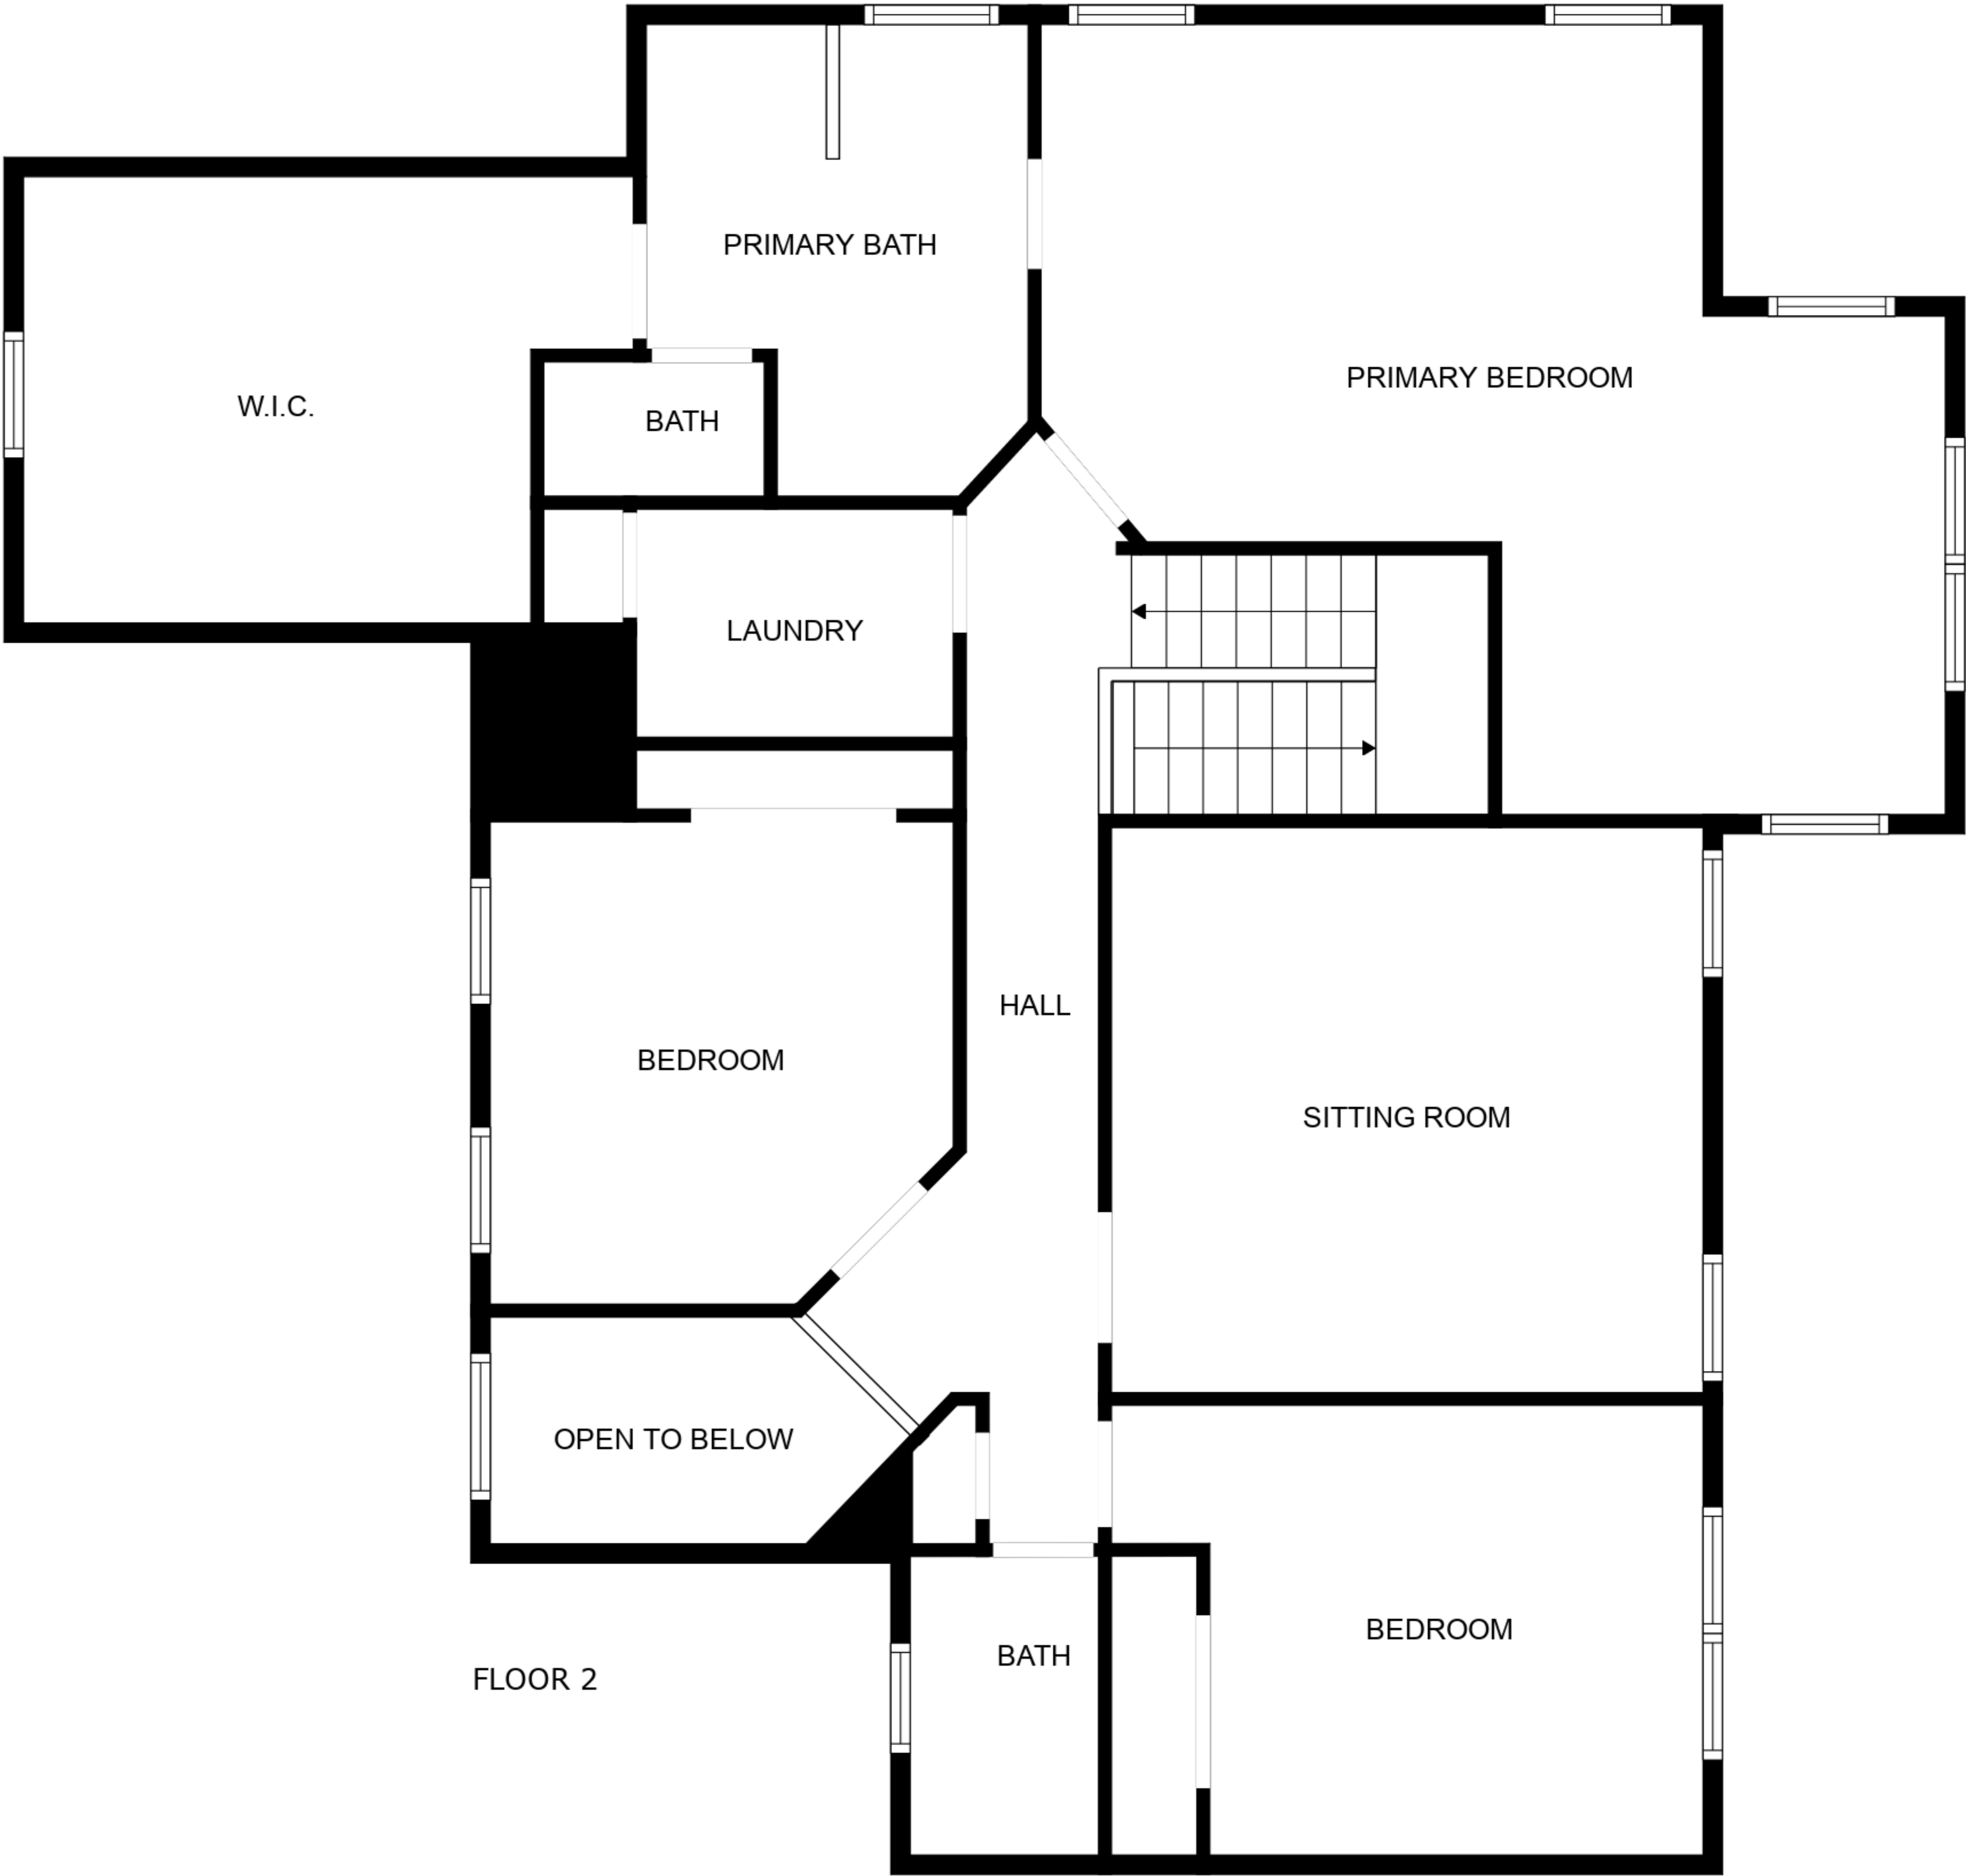 PRIMARY BATH
PRIMARY BEDROOM
W.I.C.
BATH
LAUNDRY
HALL
BEDROOM
SITTING ROOM
OPEN TO BELOW
BEDROOM
BATH
FLOOR 2